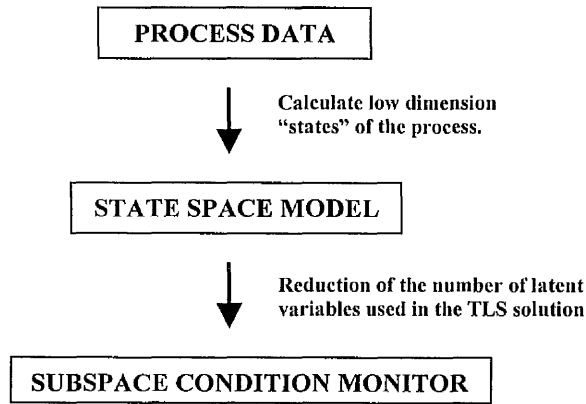 PROCESS DATA
Calculate low dimension
“states” of the process.
STATE SPACE MODEL
Reduction of the number of latent
variables used in the TLS solution
SUBSPACE CONDITION MONITOR